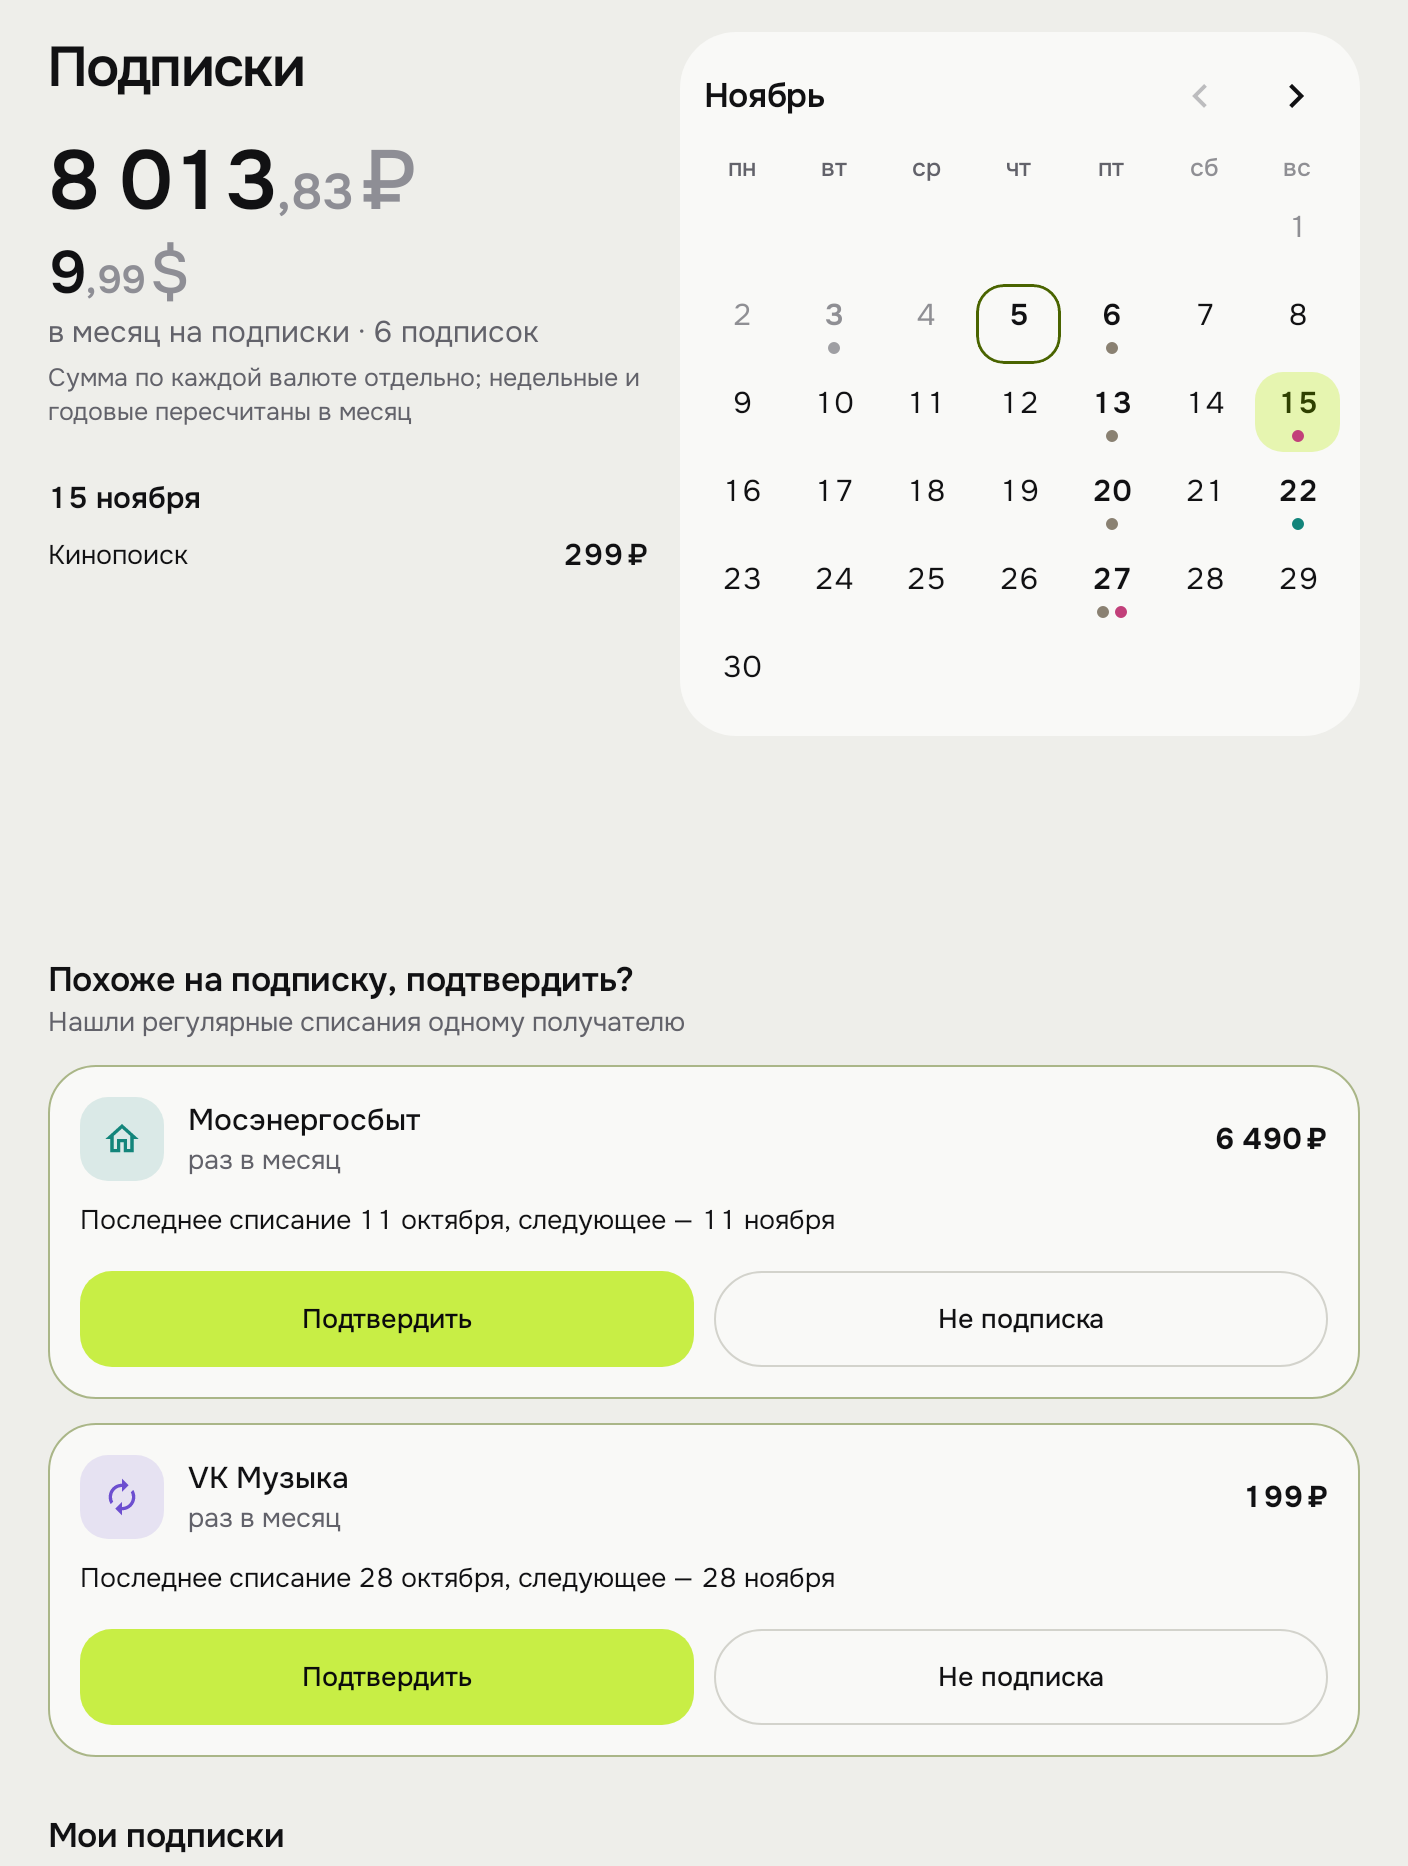 Подписки
8 013,83 ₽
9,99 $
в месяц на подписки · 6 подписок
Сумма по каждой валюте отдельно; недельные и
годовые пересчитаны в месяц
15 ноября
Кинопоиск 299 ₽
Ноябрь
пн вт ср чт пт сб вс
1
2 3 4 5 6 7 8
9 10 11 12 13 14 15
16 17 18 19 20 21 22
23 24 25 26 27 28 29
30
Похоже на подписку, подтвердить?
Нашли регулярные списания одному получателю
Мосэнергосбыт
раз в месяц
6 490 ₽
Последнее списание 11 октября, следующее — 11 ноября
Подтвердить Не подписка
VK Музыка
раз в месяц
199 ₽
Последнее списание 28 октября, следующее — 28 ноября
Подтвердить Не подписка
Мои подписки